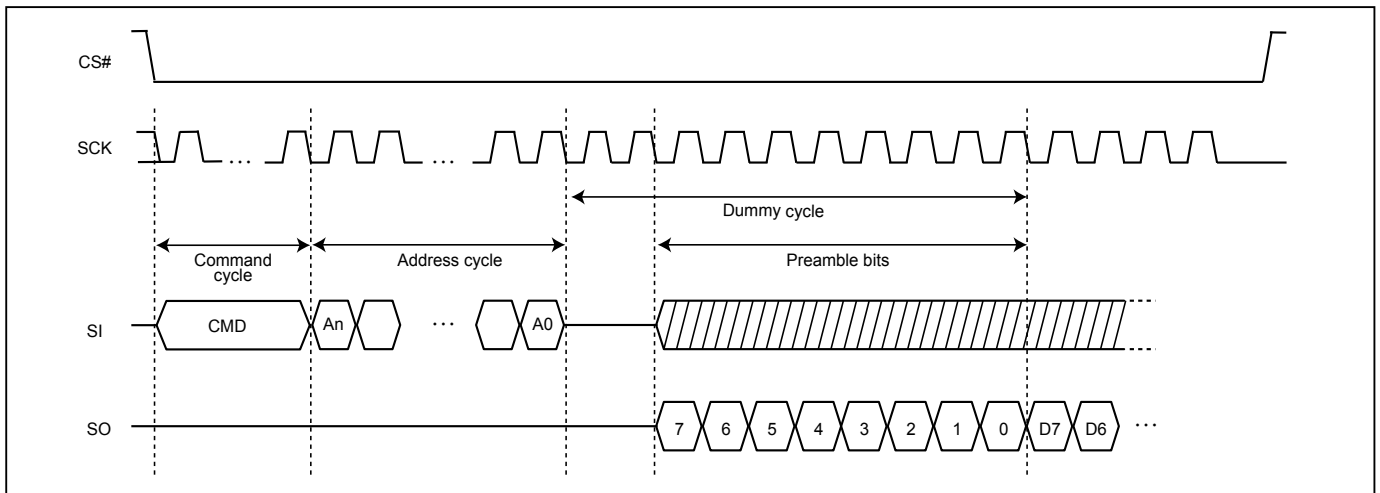 CS#
SCK
···
···
Dummy cycle
Command
cycle
Address cycle
Preamble bits
SI
CMD
An
···
A0
SO
7
6
5
4
3
2
1
0
D7
D6
···